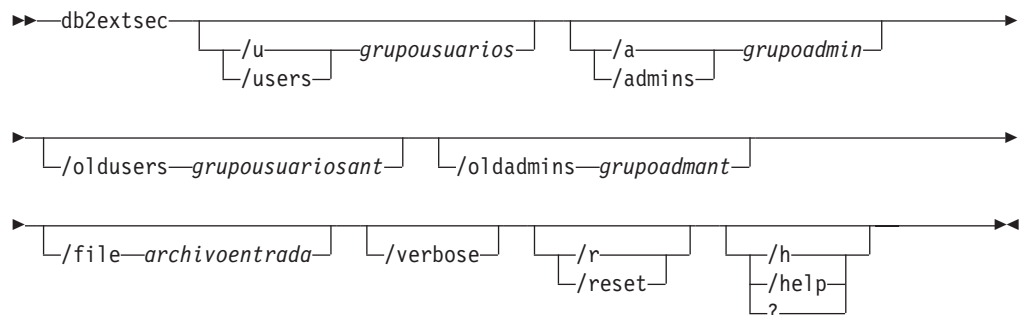 db2extsec /u grupousuarios /a grupoadmin
/users /admins
/oldusers grupousuariosant /oldadmins grupoadmant
/file archivoentrada /verbose /r /h
/reset /help
?